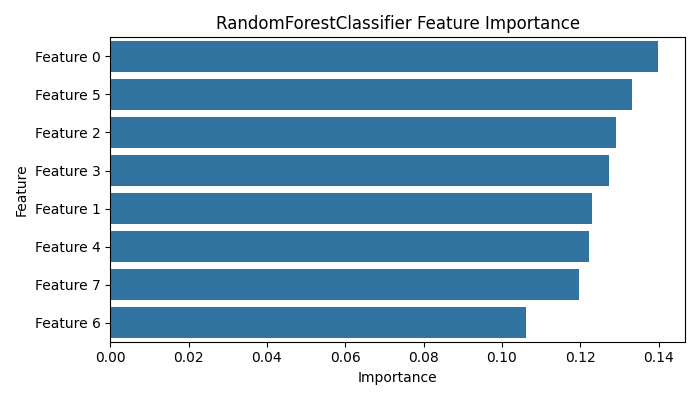 RandomForestClassifier Feature Importance
Feature 0
Feature 5
Feature 2
Feature 3
Feature 1
Feature 4
Feature 7
Feature 6
Feature
0.00 0.02 0.04 0.06 0.08 0.10 0.12 0.14
Importance